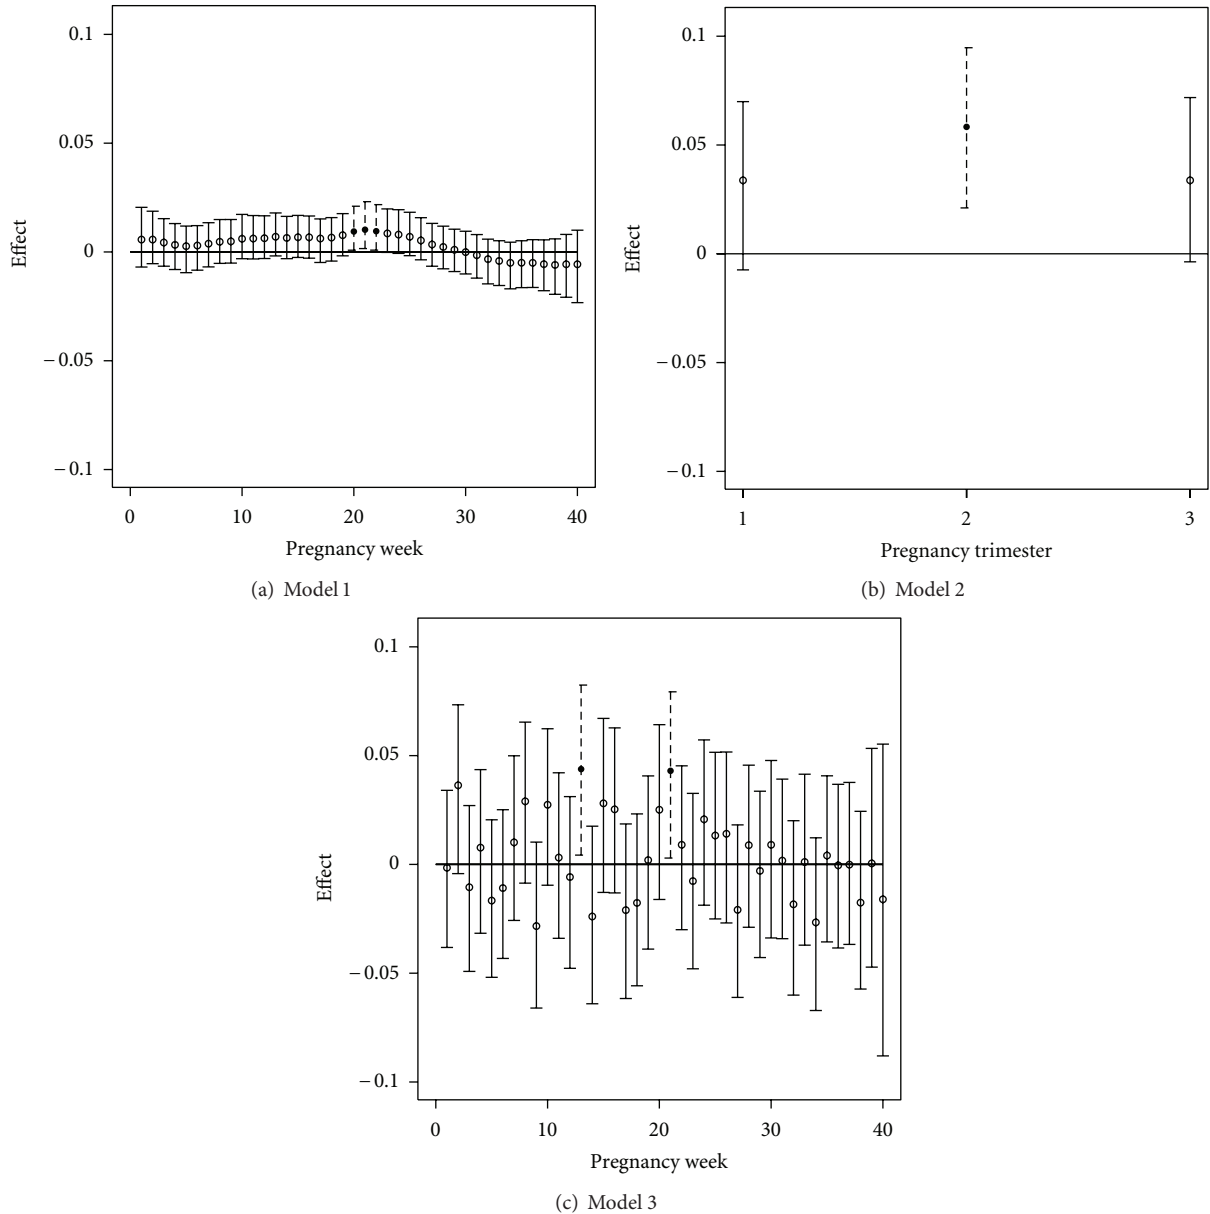 0.1
0.05
0
−0.05
−0.1
Effect
0 10 20 30 40
Pregnancy week
(a) Model 1
0.1
0.05
0
−0.05
−0.1
Effect
1 2 3
Pregnancy trimester
(b) Model 2
0.1
0.05
0
−0.05
−0.1
Effect
0 10 20 30 40
Pregnancy week
(c) Model 3